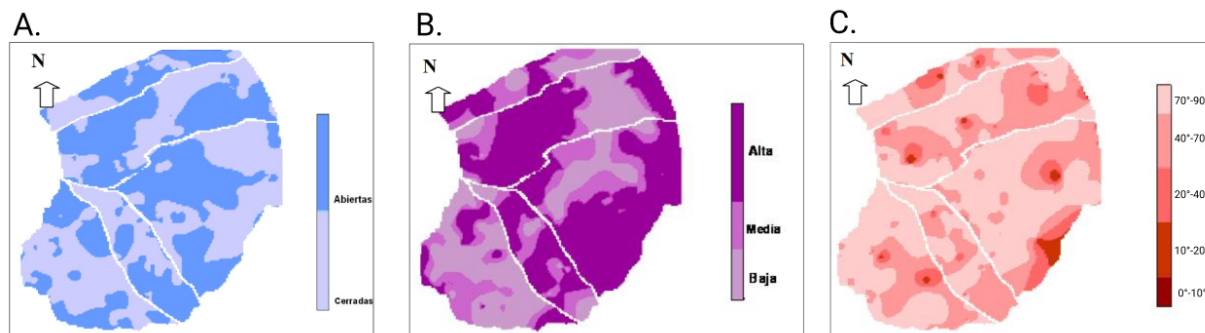 A.
N
Abiertas
Cerradas
B.
N
Alta
Media
Baja
C.
N
70°-90
40°-70
20°-40
10°-20
0°-10°